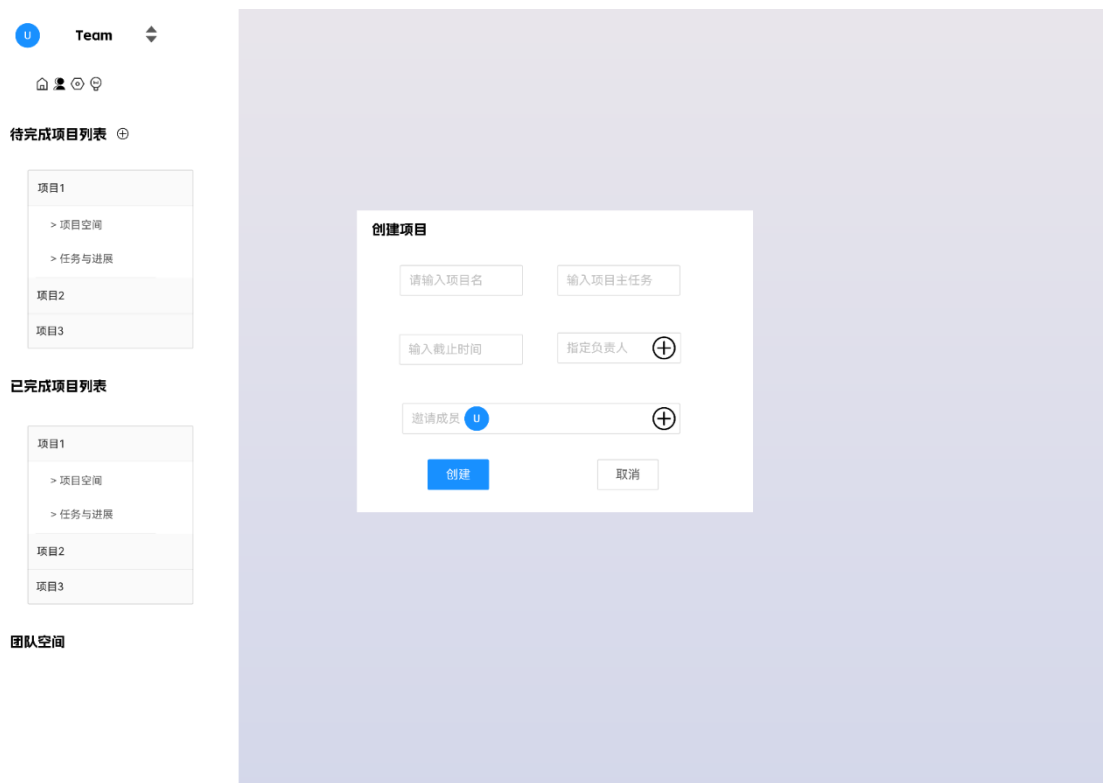 U Team
待完成项目列表
项目1
> 项目空间
> 任务与进展
项目2
项目3
已完成项目列表
项目1
> 项目空间
> 任务与进展
项目2
项目3
团队空间
创建项目
请输入项目名 输入项目主任务
输入截止时间 指定负责人
邀请成员 U
创建 取消